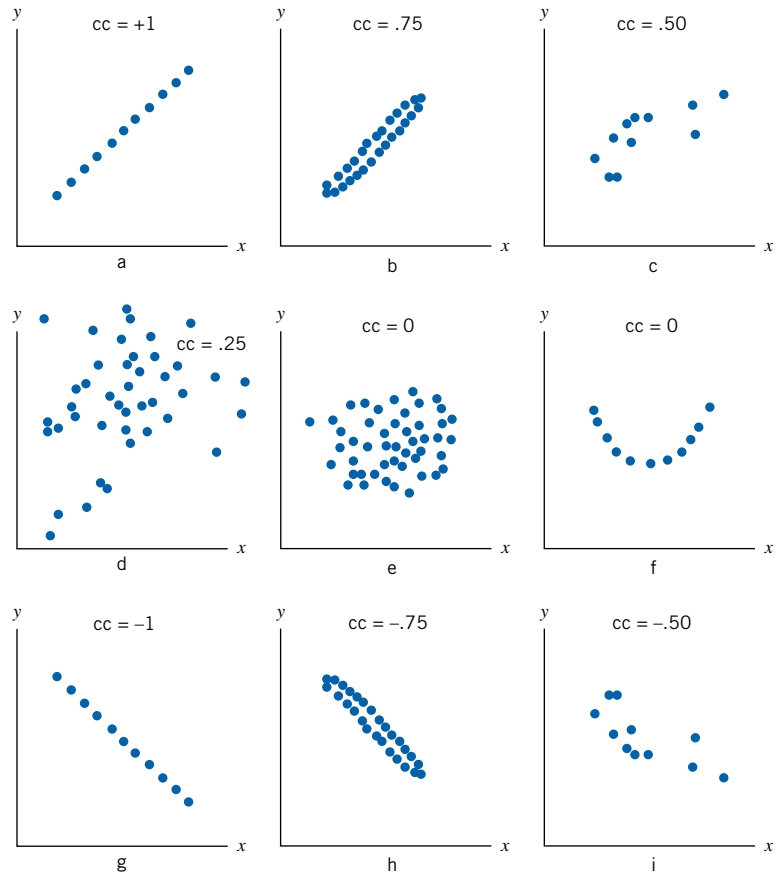 y
cc = +1
x
a
y
cc = .75
x
b
y
cc = .50
x
c
y
cc = .25
x
d
y
cc = 0
x
e
y
cc = 0
x
f
y
cc = –1
x
g
y
cc = –.75
x
h
y
cc = –.50
x
i